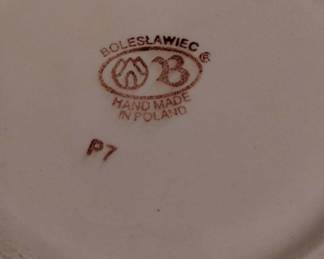 BOLESŁAWIEC ®
B
HAND MADE
IN POLAND
P7